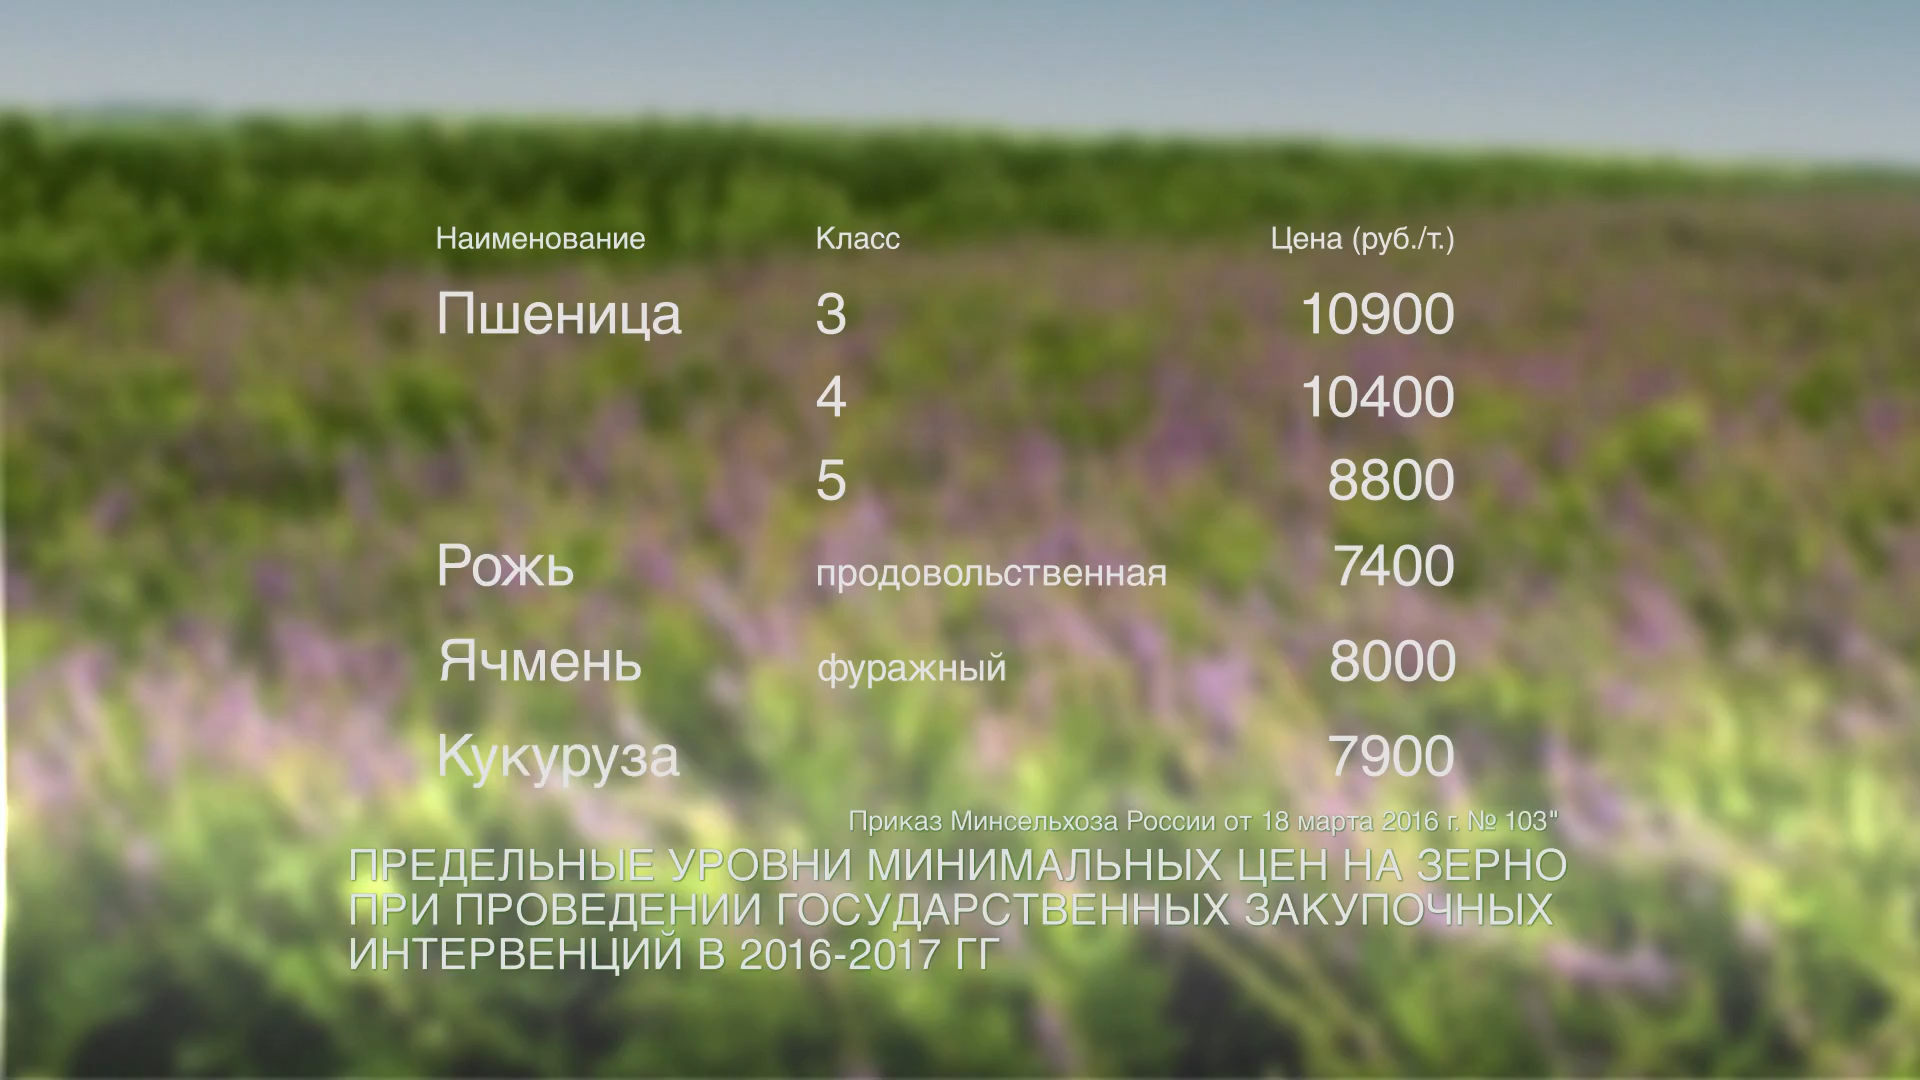 Наименование Класс Цена (руб./т.)
Пшеница 3 10900
4 10400
5 8800
Рожь продовольственная 7400
Ячмень фуражный 8000
Кукуруза 7900
Приказ Минсельхоза России от 18 марта 2016 г. № 103"
ПРЕДЕЛЬНЫЕ УРОВНИ МИНИМАЛЬНЫХ ЦЕН НА ЗЕРНО
ПРИ ПРОВЕДЕНИИ ГОСУДАРСТВЕННЫХ ЗАКУПОЧНЫХ
ИНТЕРВЕНЦИЙ В 2016-2017 ГГ